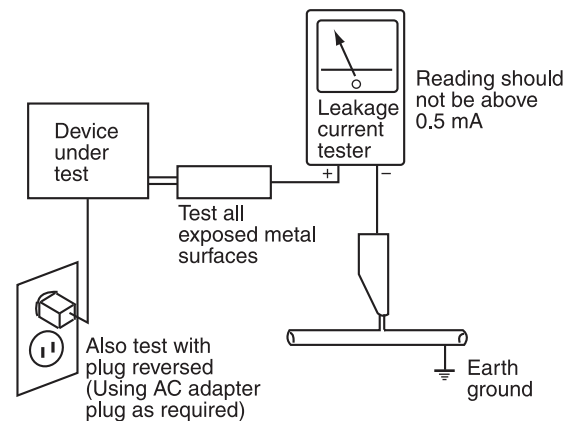 Device
under
test
Leakage
current
tester
+ –
Reading should
not be above
0.5 mA
Test all
exposed metal
surfaces
Also test with
plug reversed
(Using AC adapter
plug as required)
Earth
ground